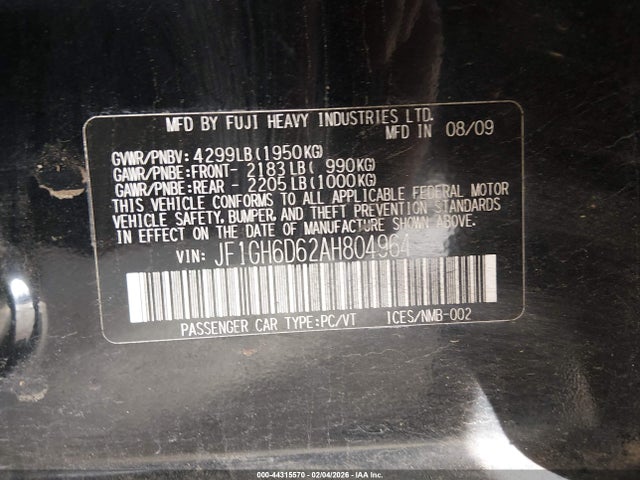 MFD BY FUJI HEAVY INDUSTRIES LTD.
MFD IN 08/09
GVWR/PNBV: 4299LB(1950KG)
GAWR/PNBE:FRONT- 2183LB( 990KG)
GAWR/PNBE:REAR - 2205LB(1000KG)
THIS VEHICLE CONFORMS TO ALL APPLICABLE FEDERAL MOTOR
VEHICLE SAFETY, BUMPER, AND THEFT PREVENTION STANDARDS
IN EFFECT ON THE DATE OF MANUFACTURE SHOWN ABOVE.
VIN: JF1GH6D62AH804964
PASSENGER CAR TYPE:PC/VT ICES/NMB-002
000-44315570 - 02/04/2026 - IAA Inc.